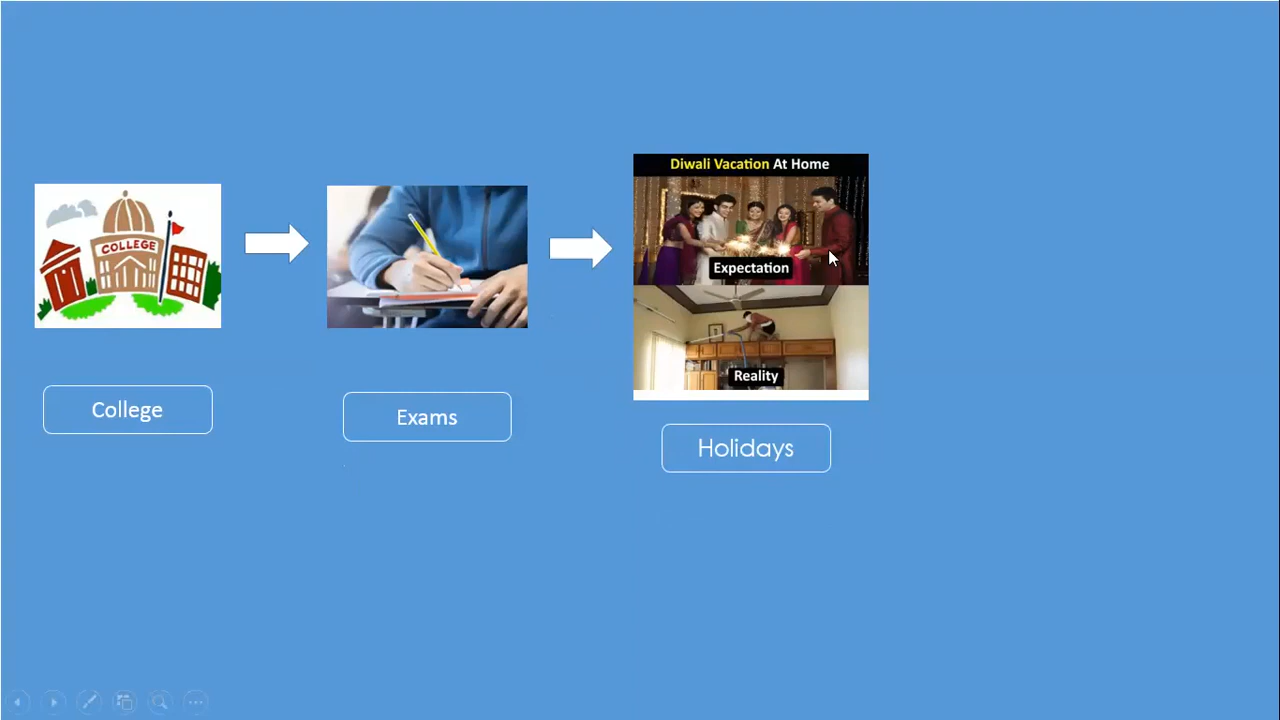 Diwali Vacation At Home
COLLEGE
Expectation
Reality
College
Exams
Holidays